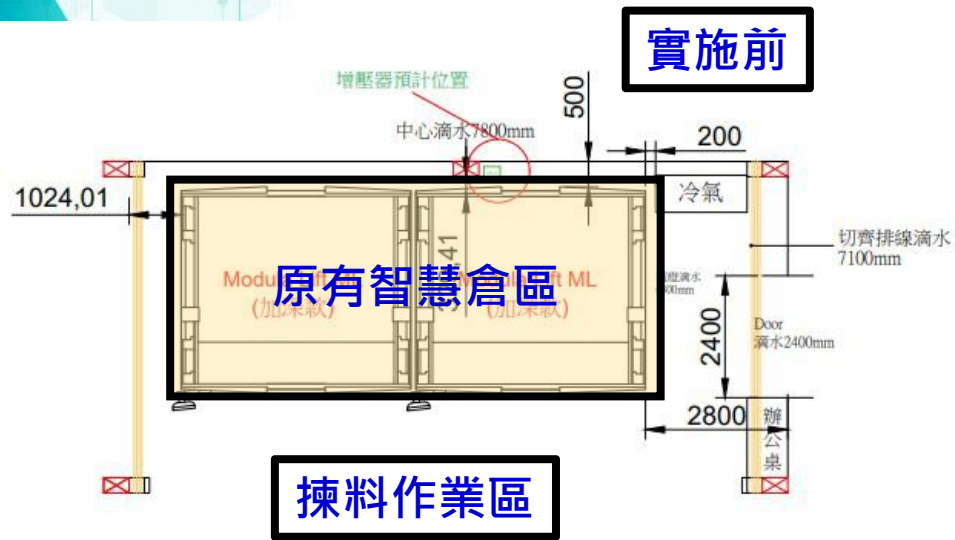 實施前
增壓器預計位置
500
中心滴水7800mm
200
1024,01
冷氣
切齊排線滴水
7100mm
原有智慧倉區
(加深款)
(加深款)
ft ML
Door
滴水2400mm
2400
2800
辦公桌
揀料作業區